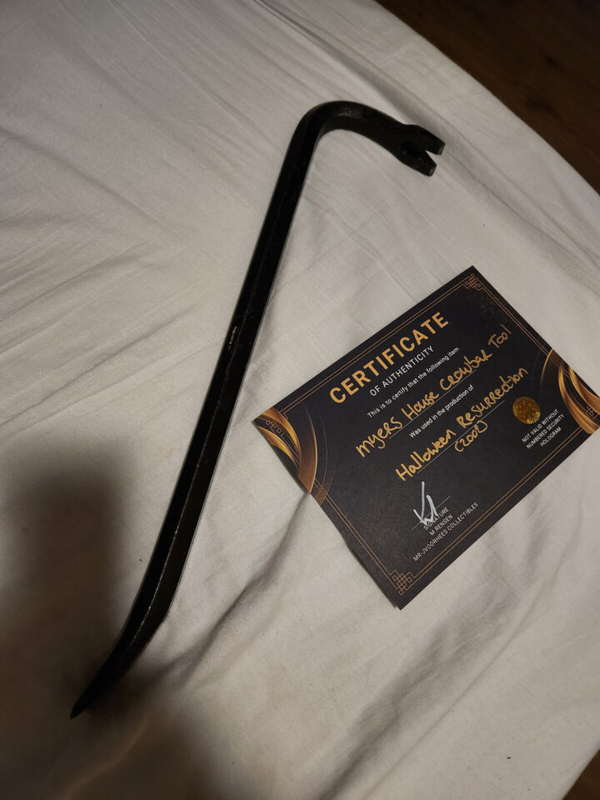 CERTIFICATE
OF AUTHENTICITY
This is to certify that the following item
myers House Crowbar Tool
Was used in the production of
Halloween Resurrection
(2002)
NOT VALID WITHOUT
NUMBERED SECURITY
HOLOGRAM
SIGNATURE
M RENSEN
MR JVOORHEES COLLECTIBLES